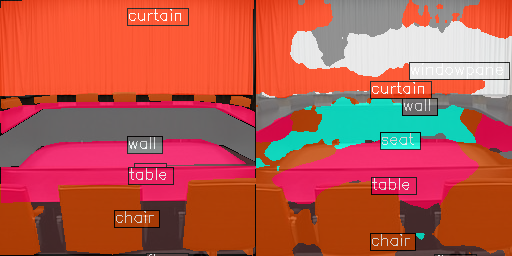 curtain
wall
table
chair
windowpane
curtain
wall
seat
table
chair